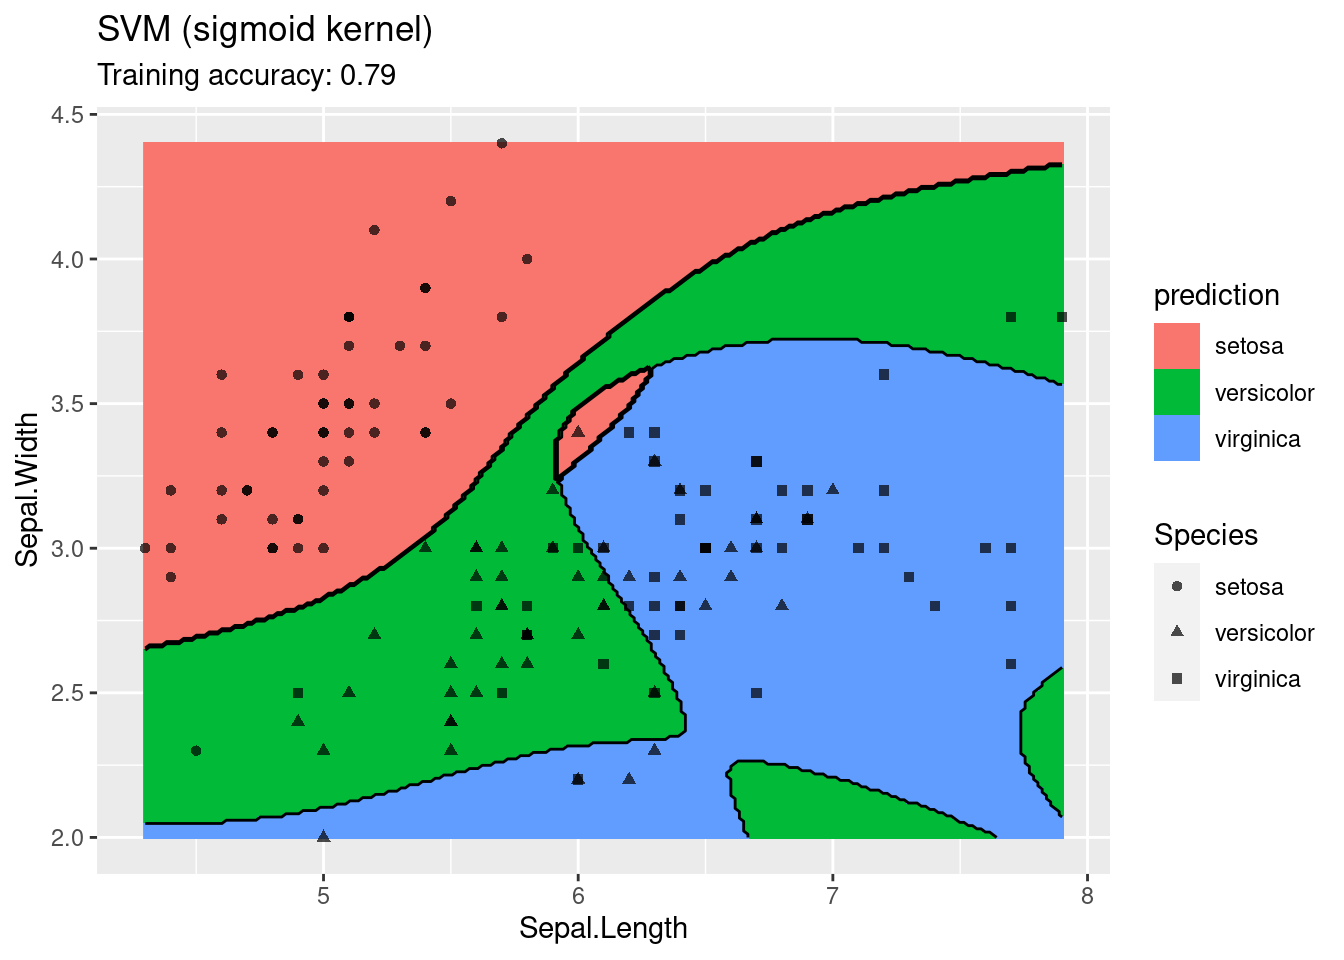 SVM (sigmoid kernel)
Training accuracy: 0.79
4.5
4.0
3.5
3.0
2.5
2.0
Sepal.Width
5 6 7 8
Sepal.Length
prediction
setosa
versicolor
virginica
Species
setosa
versicolor
virginica